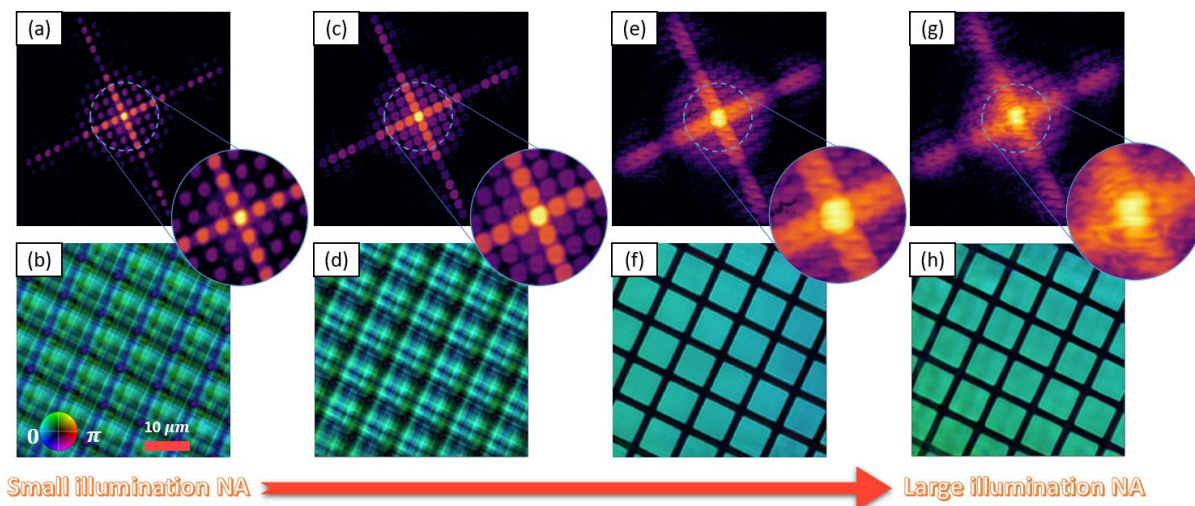 (a)
(c)
(e)
(g)
(b)
(d)
(f)
(h)
0
π
10 μm
Small illumination NA
Large illumination NA